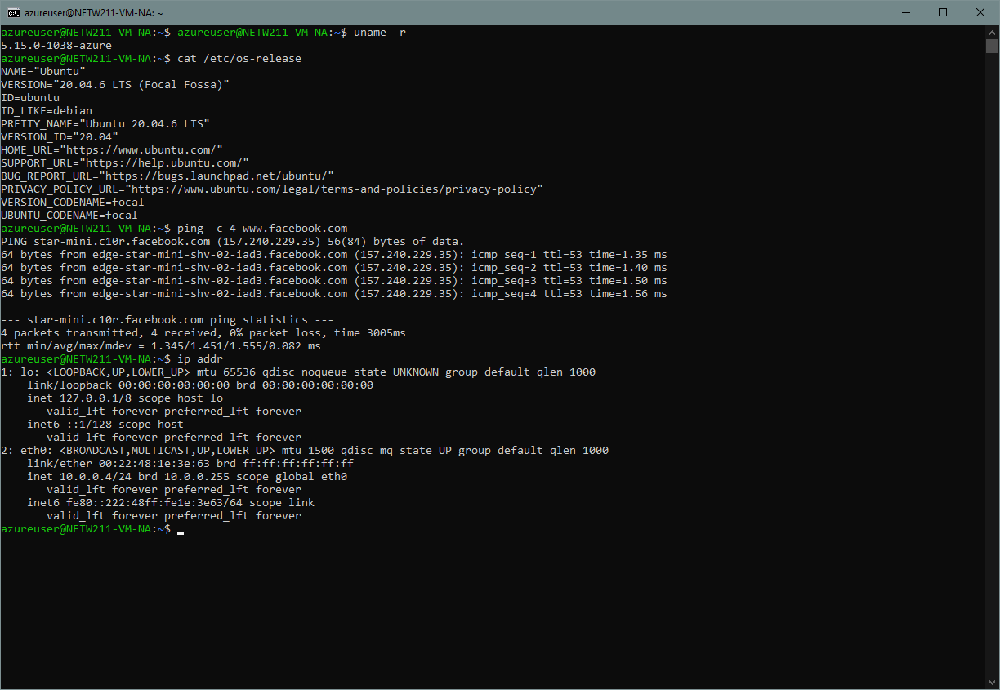 azureuser@NETW211-VM-NA: ~
azureuser@NETW211-VM-NA:~$ azureuser@NETW211-VM-NA:~$ uname -r
5.15.0-1038-azure
azureuser@NETW211-VM-NA:~$ cat /etc/os-release
NAME="Ubuntu"
VERSION="20.04.6 LTS (Focal Fossa)"
ID=ubuntu
ID_LIKE=debian
PRETTY_NAME="Ubuntu 20.04.6 LTS"
VERSION_ID="20.04"
HOME_URL="https://www.ubuntu.com/"
SUPPORT_URL="https://help.ubuntu.com/"
BUG_REPORT_URL="https://bugs.launchpad.net/ubuntu/"
PRIVACY_POLICY_URL="https://www.ubuntu.com/legal/terms-and-policies/privacy-policy"
VERSION_CODENAME=focal
UBUNTU_CODENAME=focal
azureuser@NETW211-VM-NA:~$ ping -c 4 www.facebook.com
PING star-mini.c10r.facebook.com (157.240.229.35) 56(84) bytes of data.
64 bytes from edge-star-mini-shv-02-iad3.facebook.com (157.240.229.35): icmp_seq=1 ttl=53 time=1.35 ms
64 bytes from edge-star-mini-shv-02-iad3.facebook.com (157.240.229.35): icmp_seq=2 ttl=53 time=1.40 ms
64 bytes from edge-star-mini-shv-02-iad3.facebook.com (157.240.229.35): icmp_seq=3 ttl=53 time=1.50 ms
64 bytes from edge-star-mini-shv-02-iad3.facebook.com (157.240.229.35): icmp_seq=4 ttl=53 time=1.56 ms
--- star-mini.c10r.facebook.com ping statistics ---
4 packets transmitted, 4 received, 0% packet loss, time 3005ms
rtt min/avg/max/mdev = 1.345/1.451/1.555/0.082 ms
azureuser@NETW211-VM-NA:~$ ip addr
1: lo: <LOOPBACK,UP,LOWER_UP> mtu 65536 qdisc noqueue state UNKNOWN group default qlen 1000
    link/loopback 00:00:00:00:00:00 brd 00:00:00:00:00:00
    inet 127.0.0.1/8 scope host lo
       valid_lft forever preferred_lft forever
    inet6 ::1/128 scope host
       valid_lft forever preferred_lft forever
2: eth0: <BROADCAST,MULTICAST,UP,LOWER_UP> mtu 1500 qdisc mq state UP group default qlen 1000
    link/ether 00:22:48:1e:3e:63 brd ff:ff:ff:ff:ff:ff
    inet 10.0.0.4/24 brd 10.0.0.255 scope global eth0
       valid_lft forever preferred_lft forever
    inet6 fe80::222:48ff:fe1e:3e63/64 scope link
       valid_lft forever preferred_lft forever
azureuser@NETW211-VM-NA:~$